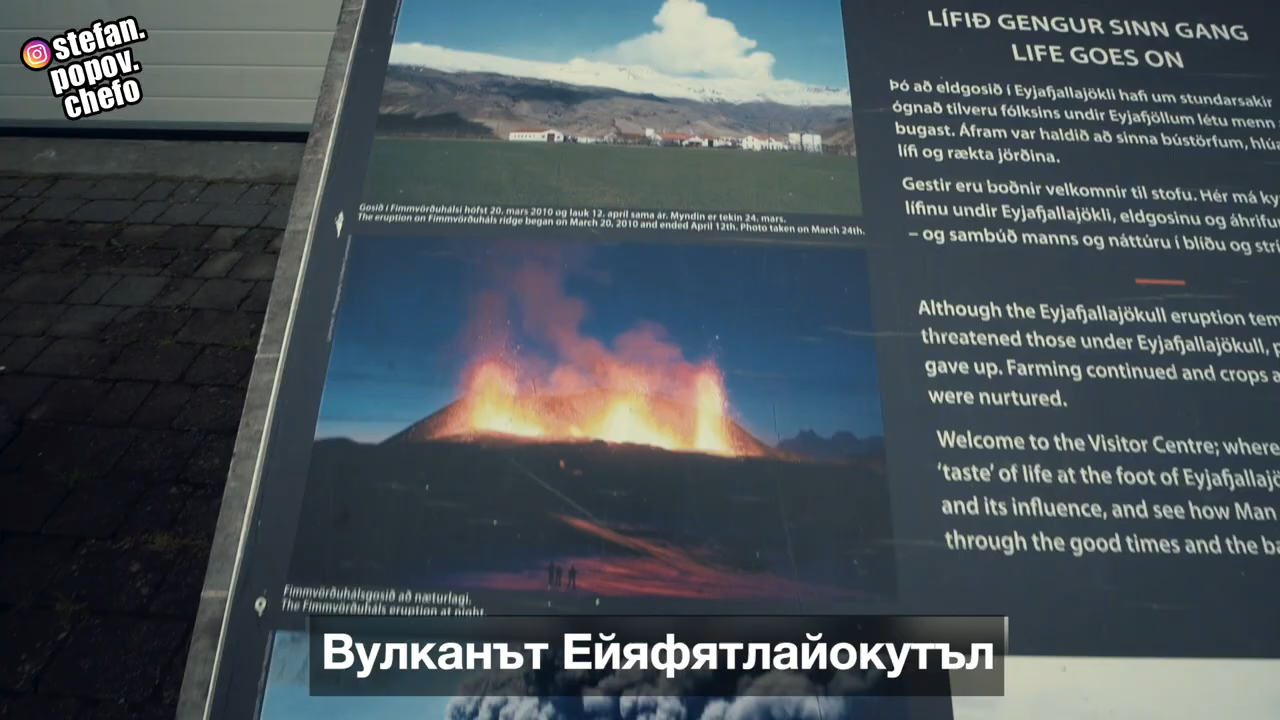 stefan.
popov.
chefo
Gosið í Fimmvörðuhálsi hófst 20. mars 2010 og lauk 12. apríl sama ár. Myndin er tekin 24. mars.
The eruption on Fimmvörðuháls ridge began on March 20, 2010 and ended April 12th. Photo taken on March 24th.
Fimmvörðuhálsgosið að næturlagi.
The Fimmvörðuháls eruption at night.
LÍFIÐ GENGUR SINN GANG
LIFE GOES ON
Þó að eldgosið í Eyjafjallajökli hafi um stundarsakir
ógnað tilveru fólksins undir Eyjafjöllum létu menn
bugast. Áfram var haldið að sinna bústörfum,
lífi og rækta jörðina.
Gestir eru boðnir velkomnir til stofu. Hér má
lífinu undir Eyjafjallajökli, eldgosinu og
– og sambúð manns og náttúru í blíðu og
Although the Eyjafjallajökull eruption
threatened those under Eyjafjallajökull,
gave up. Farming continued and crops
were nurtured.
Welcome to the Visitor Centre; where
'taste' of life at the foot of
and its influence, and see how Man
through the good times and the
Вулканът Ейяфятлайокутъл